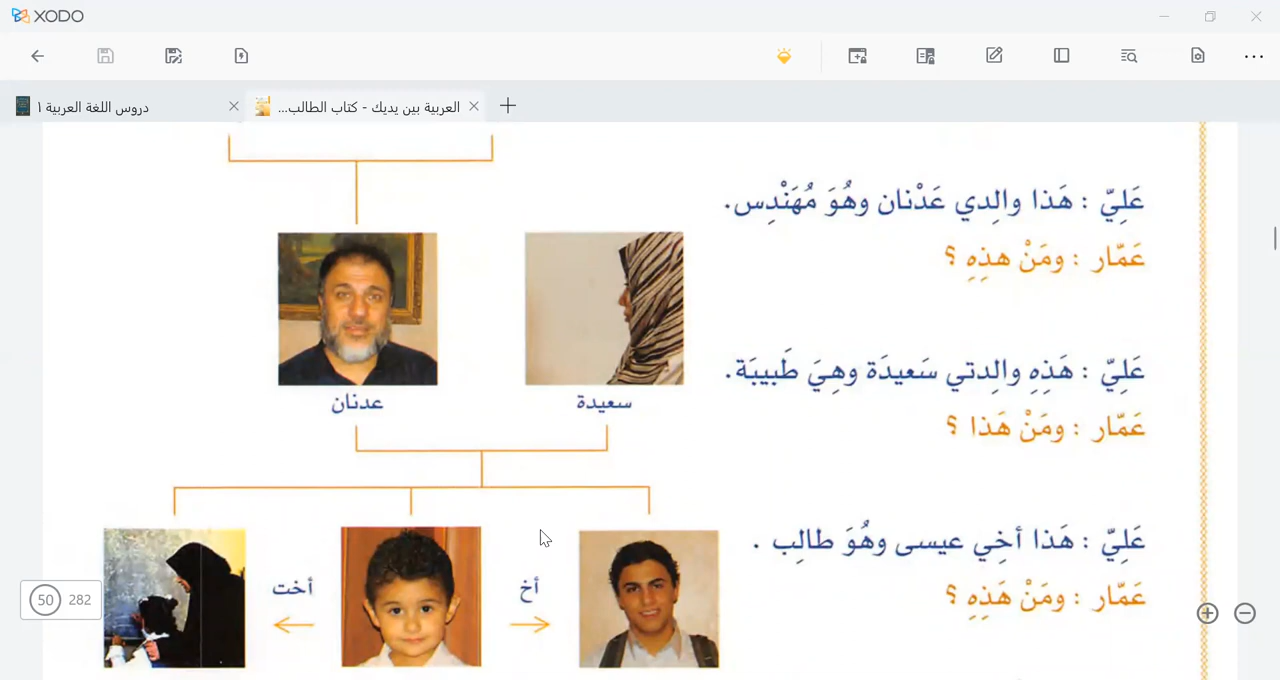 XODO
دروس اللغة العربية ١
العربية بين يديك - كتاب الطالب...
عَلِيّ : هَذا والِدي عَدْنان وهُوَ مُهَنْدِس.
عَمّار : ومَنْ هذِهِ ؟
عَلِيّ : هَذِهِ والِدتي سَعيدَة وهِيَ طَبيبَة.
عَمّار : ومَنْ هَذا ؟
عَلِيّ : هَذا أخِي عيسى وهُوَ طالِب .
عَمّار : ومَنْ هَذِهِ ؟
سعيدة
عدنان
أخ
أخت
50 282